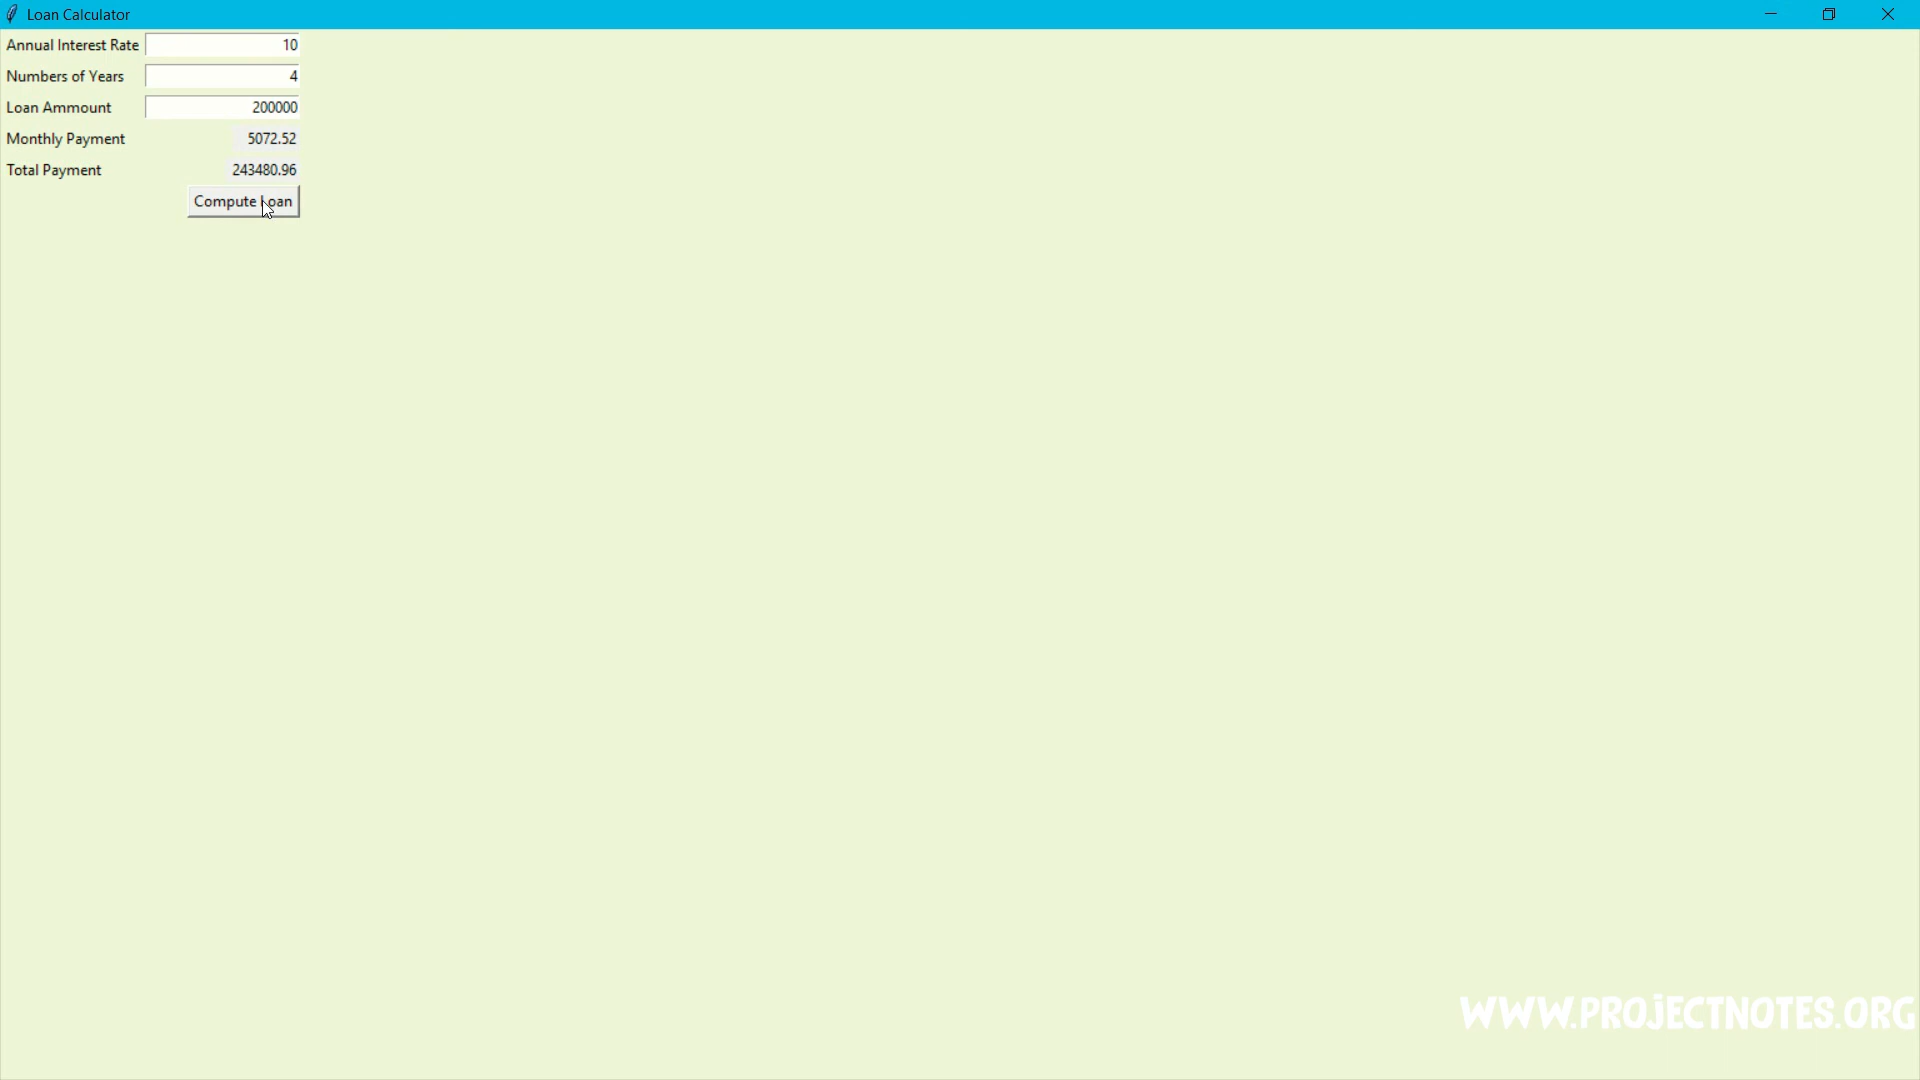 Loan Calculator
Annual Interest Rate 10
Numbers of Years 4
Loan Ammount 200000
Monthly Payment 5072.52
Total Payment 243480.96
Compute Loan
WWW.PROJECTNOTES.ORG